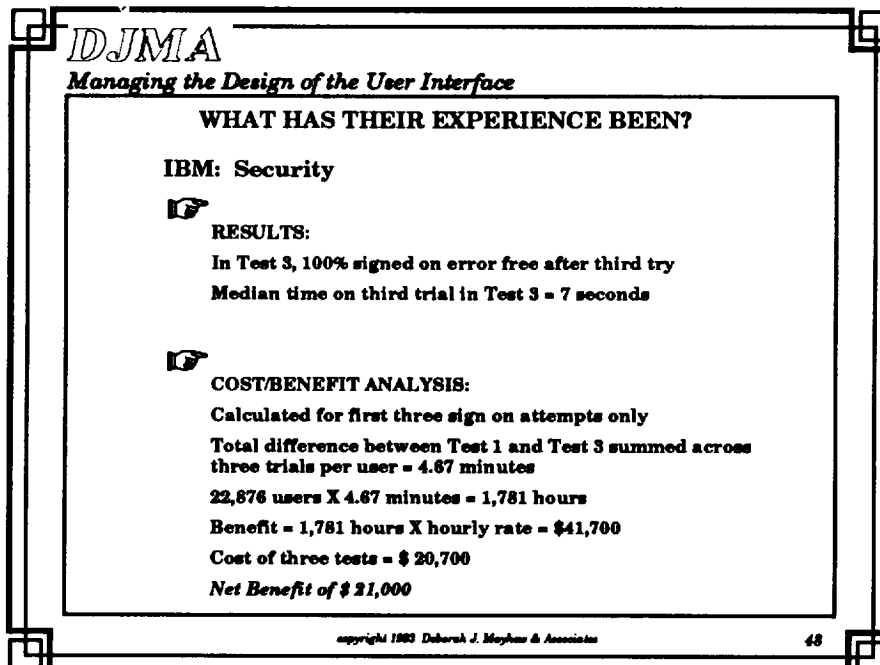 DJMA
Managing the Design of the User Interface
WHAT HAS THEIR EXPERIENCE BEEN?
IBM: Security
RESULTS:
In Test 3, 100% signed on error free after third try
Median time on third trial in Test 3 = 7 seconds
COST/BENEFIT ANALYSIS:
Calculated for first three sign on attempts only
Total difference between Test 1 and Test 3 summed across
three trials per user = 4.67 minutes
22,876 users X 4.67 minutes = 1,781 hours
Benefit = 1,781 hours X hourly rate = $41,700
Cost of three tests = $ 20,700
Net Benefit of $ 21,000
copyright 1993 Deborah J. Mayhew & Associates
48